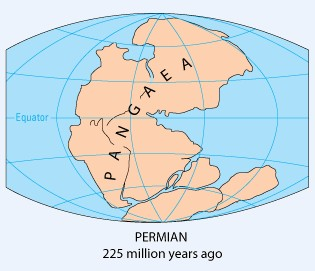 PANGAEA
Equator
PERMIAN
225 million years ago